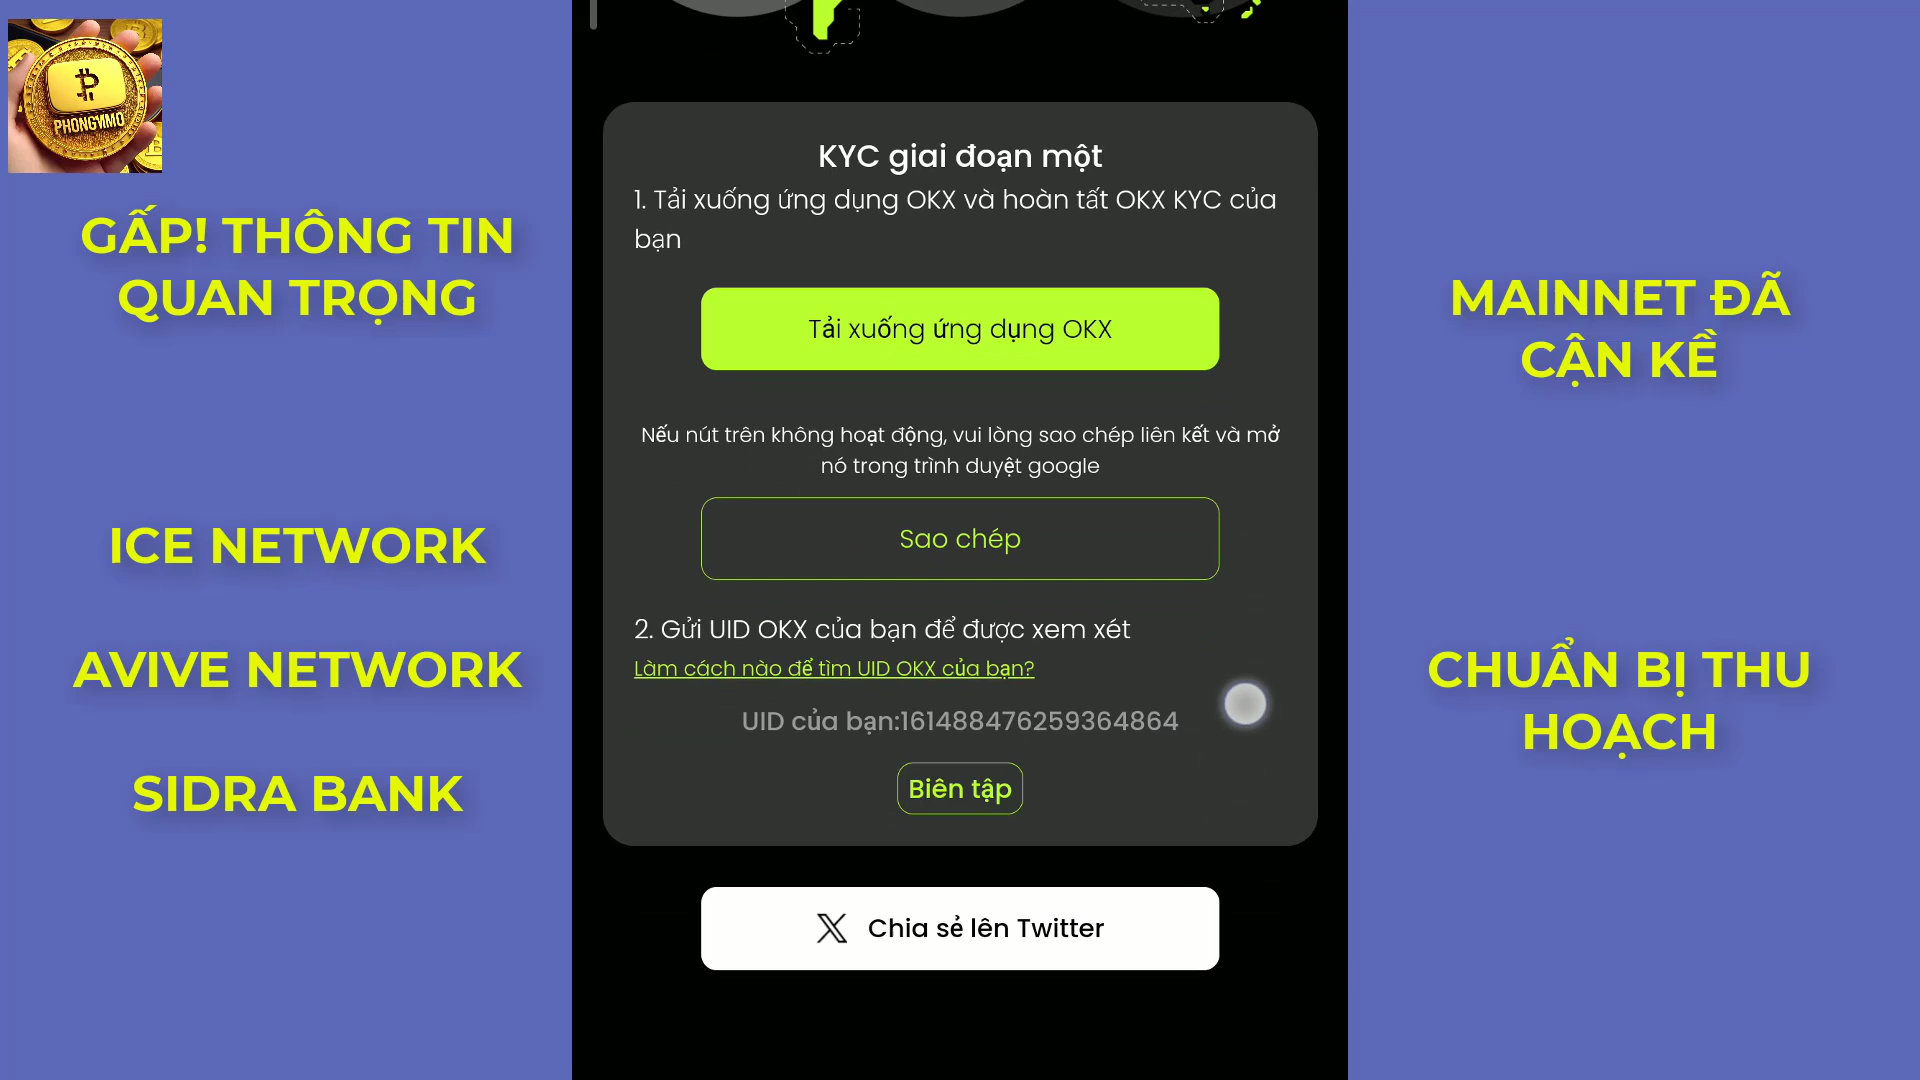 PHONGMMO
GẤP! THÔNG TIN
QUAN TRỌNG
ICE NETWORK
AVIVE NETWORK
SIDRA BANK
KYC giai đoạn một
1. Tải xuống ứng dụng OKX và hoàn tất OKX KYC của
bạn
Tải xuống ứng dụng OKX
Nếu nút trên không hoạt động, vui lòng sao chép liên kết và mở
nó trong trình duyệt google
Sao chép
2. Gửi UID OKX của bạn để được xem xét
Làm cách nào để tìm UID OKX của bạn?
UID của bạn:161488476259364864
Biên tập
Chia sẻ lên Twitter
MAINNET ĐÃ
CẬN KỀ
CHUẨN BỊ THU
HOẠCH